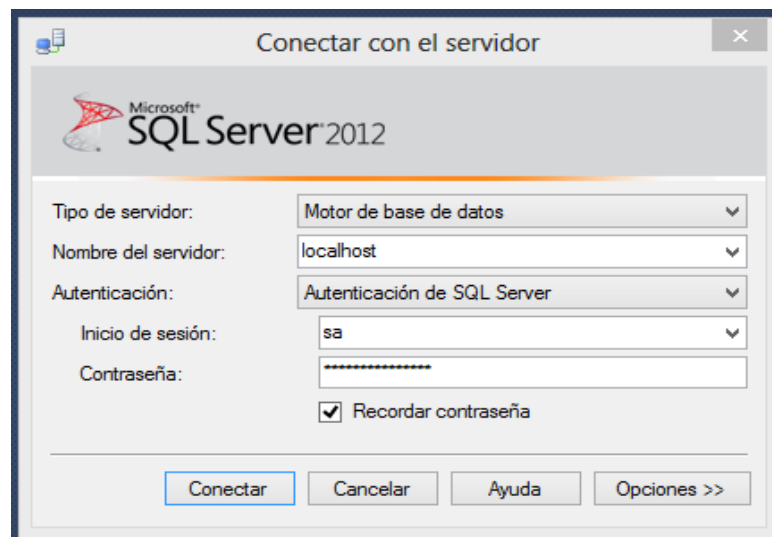 Conectar con el servidor
Microsoft®
SQL Server® 2012
Tipo de servidor: Motor de base de datos
Nombre del servidor: localhost
Autenticación: Autenticación de SQL Server
Inicio de sesión: sa
Contraseña: ***************
Recordar contraseña
Conectar Cancelar Ayuda Opciones >>